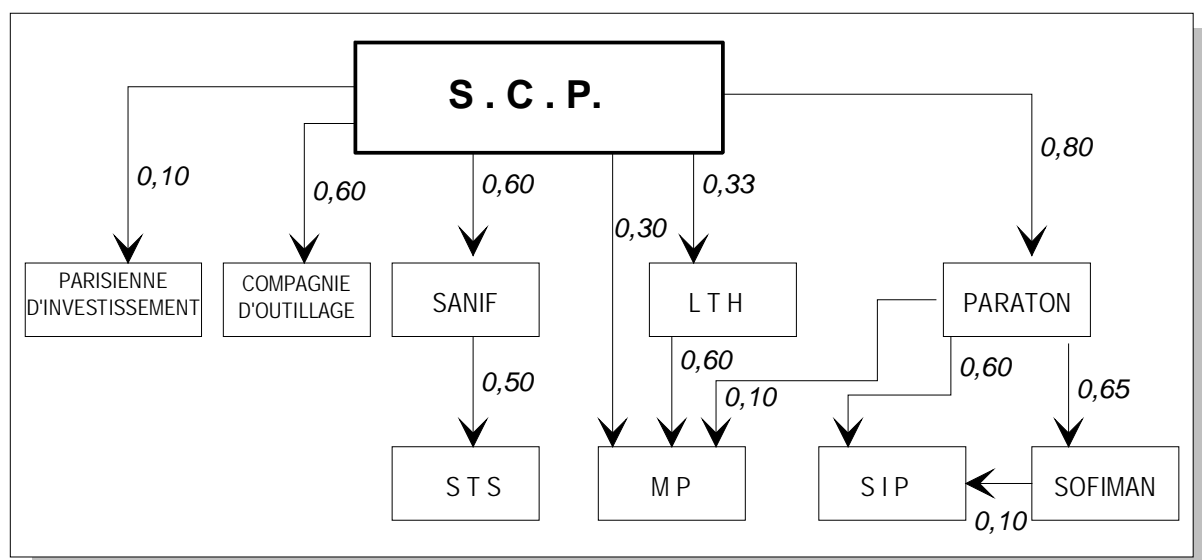 S . C . P.
0,10
0,60
0,60
0,30
0,33
0,80
PARISIENNE
D'INVESTISSEMENT
COMPAGNIE
D'OUTILLAGE
SANIF
L T H
PARATON
0,50
0,60
0,10
0,60
0,65
S T S
M P
S I P
SOFIMAN
0,10